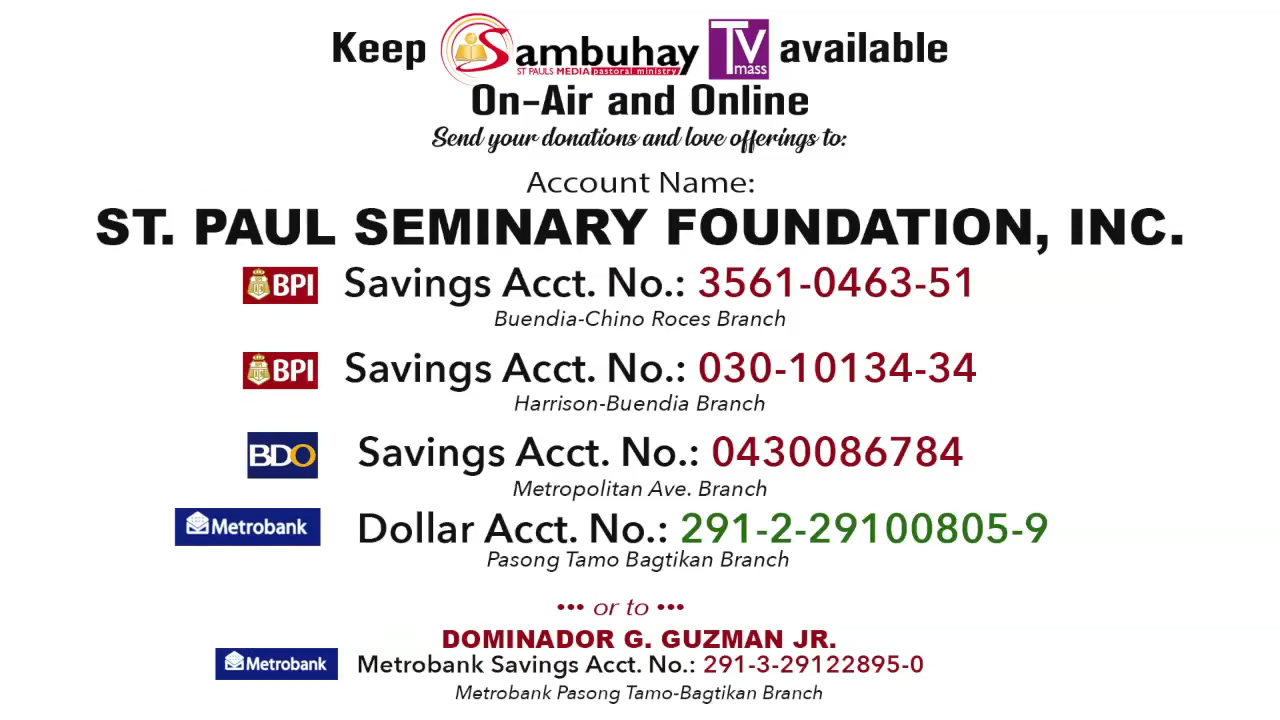 Keep Sambuhay TV mass available
ST PAULS MEDIA pastoral ministry
On-Air and Online
Send your donations and love offerings to:
Account Name:
ST. PAUL SEMINARY FOUNDATION, INC.
BPI Savings Acct. No.: 3561-0463-51
Buendia-Chino Roces Branch
BPI Savings Acct. No.: 030-10134-34
Harrison-Buendia Branch
BDO Savings Acct. No.: 0430086784
Metropolitan Ave. Branch
Metrobank Dollar Acct. No.: 291-2-29100805-9
Pasong Tamo Bagtikan Branch
••• or to •••
DOMINADOR G. GUZMAN JR.
Metrobank Metrobank Savings Acct. No.: 291-3-29122895-0
Metrobank Pasong Tamo-Bagtikan Branch